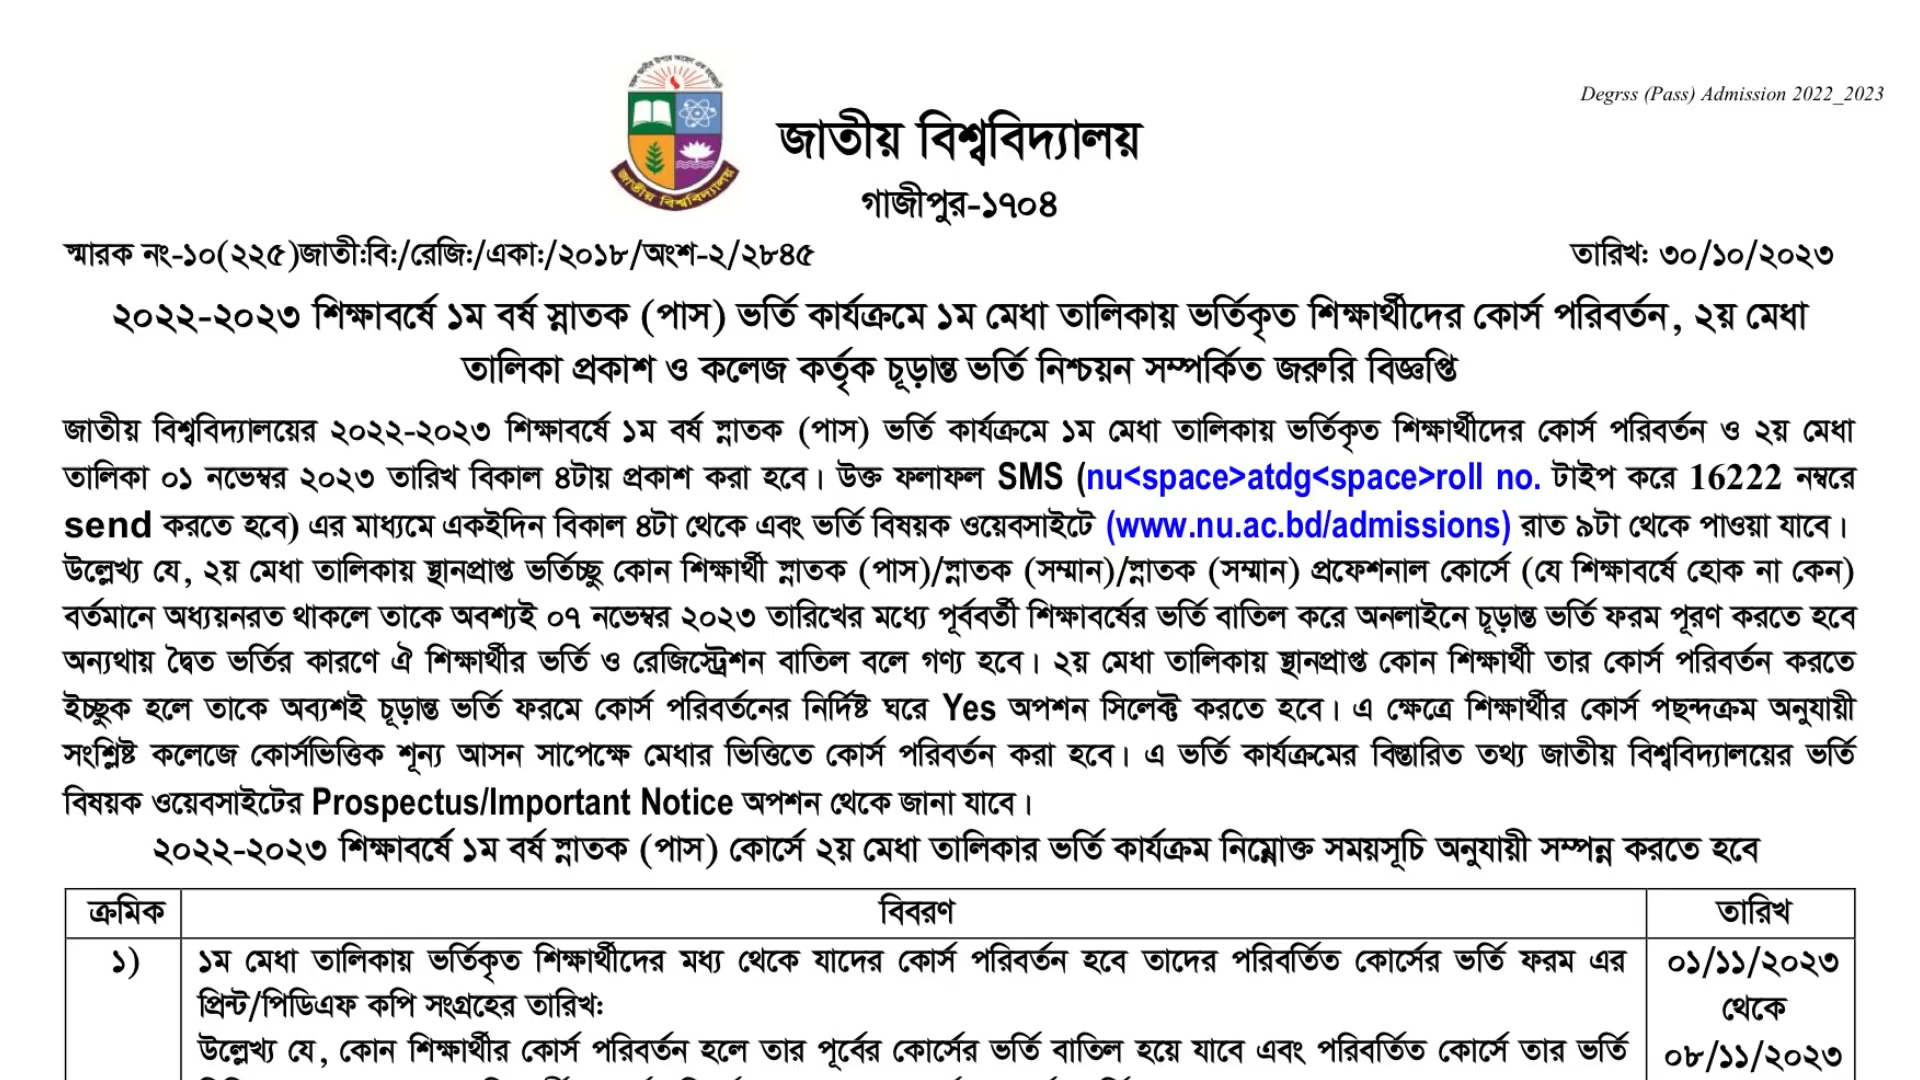 Degrss (Pass) Admission 2022_2023
জাতীয় বিশ্ববিদ্যালয়
জাতীয় বিশ্ববিদ্যালয়
গাজীপুর-১৭০৪
স্মারক নং-১০(২২৫)জাতী:বি:/রেজি:/একা:/২০১৮/অংশ-২/২৮৪৫ তারিখ: ৩০/১০/২০২৩
২০২২-২০২৩ শিক্ষাবর্ষে ১ম বর্ষ স্নাতক (পাস) ভর্তি কার্যক্রমে ১ম মেধা তালিকায় ভর্তিকৃত শিক্ষার্থীদের কোর্স পরিবর্তন, ২য় মেধা
তালিকা প্রকাশ ও কলেজ কর্তৃক চূড়ান্ত ভর্তি নিশ্চয়ন সম্পর্কিত জরুরি বিজ্ঞপ্তি
জাতীয় বিশ্ববিদ্যালয়ের ২০২২-২০২৩ শিক্ষাবর্ষে ১ম বর্ষ স্নাতক (পাস) ভর্তি কার্যক্রমে ১ম মেধা তালিকায় ভর্তিকৃত শিক্ষার্থীদের কোর্স পরিবর্তন ও ২য় মেধা
তালিকা ০১ নভেম্বর ২০২৩ তারিখ বিকাল ৪টায় প্রকাশ করা হবে। উক্ত ফলাফল SMS (nu<space>atdg<space>roll no. টাইপ করে 16222 নম্বরে
send করতে হবে) এর মাধ্যমে একইদিন বিকাল ৪টা থেকে এবং ভর্তি বিষয়ক ওয়েবসাইটে (www.nu.ac.bd/admissions) রাত ৯টা থেকে পাওয়া যাবে।
উল্লেখ্য যে, ২য় মেধা তালিকায় স্থানপ্রাপ্ত ভর্তিচ্ছু কোন শিক্ষার্থী স্নাতক (পাস)/স্নাতক (সম্মান)/স্নাতক (সম্মান) প্রফেশনাল কোর্সে (যে শিক্ষাবর্ষে হোক না কেন)
বর্তমানে অধ্যয়নরত থাকলে তাকে অবশ্যই ০৭ নভেম্বর ২০২৩ তারিখের মধ্যে পূর্ববর্তী শিক্ষাবর্ষের ভর্তি বাতিল করে অনলাইনে চূড়ান্ত ভর্তি ফরম পূরণ করতে হবে
অন্যথায় দ্বৈত ভর্তির কারণে ঐ শিক্ষার্থীর ভর্তি ও রেজিস্ট্রেশন বাতিল বলে গণ্য হবে। ২য় মেধা তালিকায় স্থানপ্রাপ্ত কোন শিক্ষার্থী তার কোর্স পরিবর্তন করতে
ইচ্ছুক হলে তাকে অব্যশই চূড়ান্ত ভর্তি ফরমে কোর্স পরিবর্তনের নির্দিষ্ট ঘরে Yes অপশন সিলেক্ট করতে হবে। এ ক্ষেত্রে শিক্ষার্থীর কোর্স পছন্দক্রম অনুযায়ী
সংশ্লিষ্ট কলেজে কোর্সভিত্তিক শূন্য আসন সাপেক্ষে মেধার ভিত্তিতে কোর্স পরিবর্তন করা হবে। এ ভর্তি কার্যক্রমের বিস্তারিত তথ্য জাতীয় বিশ্ববিদ্যালয়ের ভর্তি
বিষয়ক ওয়েবসাইটের Prospectus/Important Notice অপশন থেকে জানা যাবে।
২০২২-২০২৩ শিক্ষাবর্ষে ১ম বর্ষ স্নাতক (পাস) কোর্সে ২য় মেধা তালিকার ভর্তি কার্যক্রম নিম্নোক্ত সময়সূচি অনুযায়ী সম্পন্ন করতে হবে
ক্রমিক বিবরণ তারিখ
১) ১ম মেধা তালিকায় ভর্তিকৃত শিক্ষার্থীদের মধ্য থেকে যাদের কোর্স পরিবর্তন হবে তাদের পরিবর্তিত কোর্সের ভর্তি ফরম এর ০১/১১/২০২৩
প্রিন্ট/পিডিএফ কপি সংগ্রহের তারিখ: থেকে
উল্লেখ্য যে, কোন শিক্ষার্থীর কোর্স পরিবর্তন হলে তার পূর্বের কোর্সের ভর্তি বাতিল হয়ে যাবে এবং পরিবর্তিত কোর্সে তার ভর্তি ০৮/১১/২০২৩